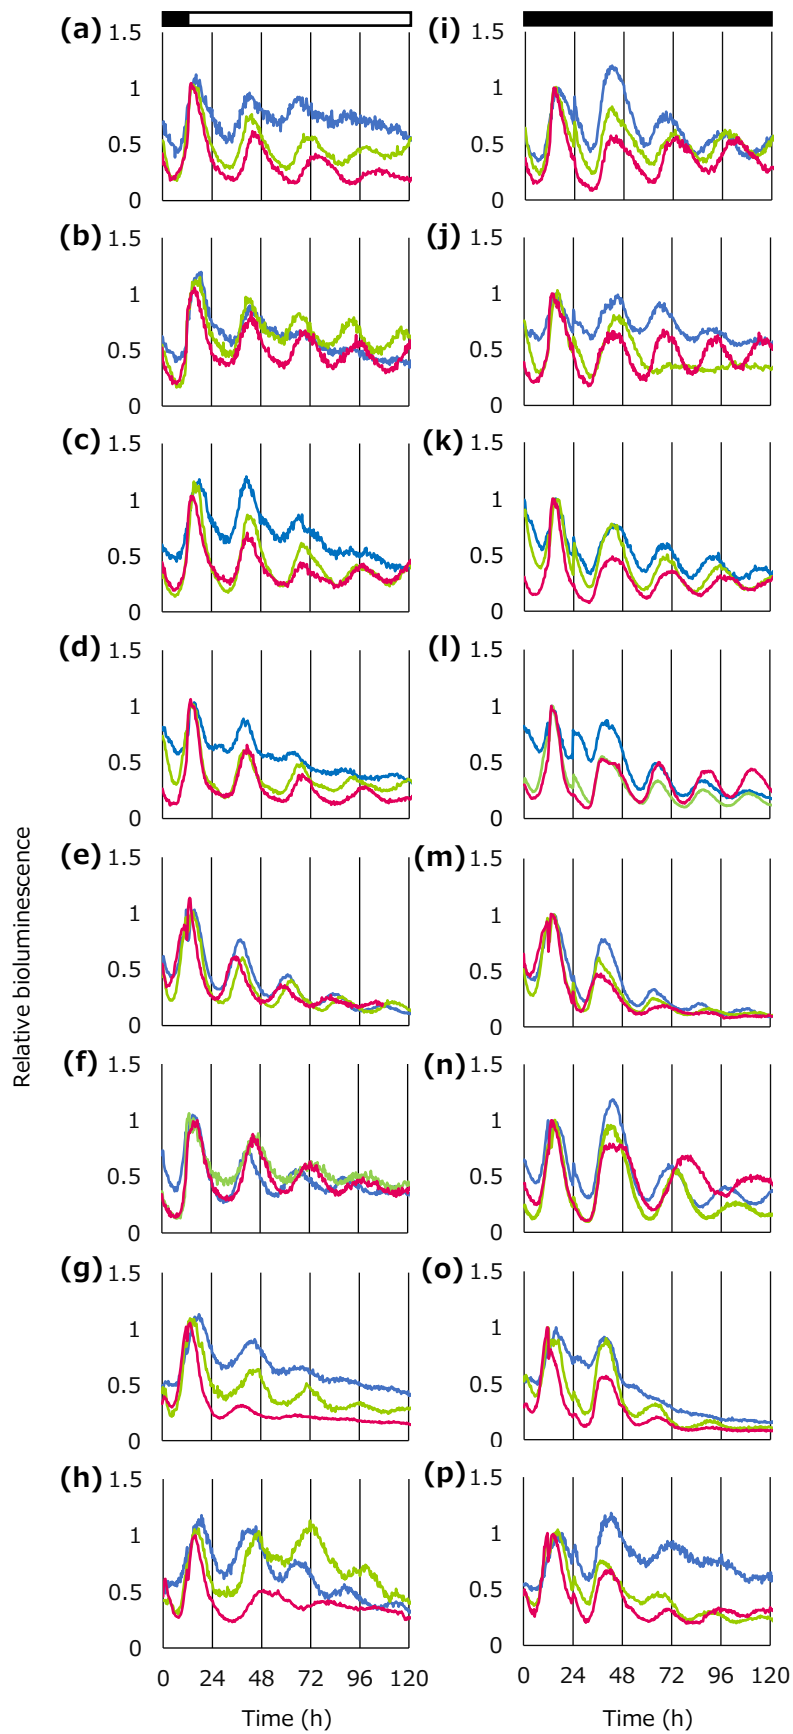 (a) 1.5 1 0.5 0
(i) 1.5 1 0.5 0
(b) 1.5 1 0.5 0
(j) 1.5 1 0.5 0
(c) 1.5 1 0.5 0
(k) 1.5 1 0.5 0
(d) 1.5 1 0.5 0
(l) 1.5 1 0.5 0
(e) 1.5 1 0.5 0
(m) 1.5 1 0.5 0
(f) 1.5 1 0.5 0
(n) 1.5 1 0.5 0
(g) 1.5 1 0.5 0
(o) 1.5 1 0.5 0
(h) 1.5 1 0.5 0
(p) 1.5 1 0.5 0
Relative bioluminescence
0 24 48 72 96 120
0 24 48 72 96 120
Time (h)
Time (h)